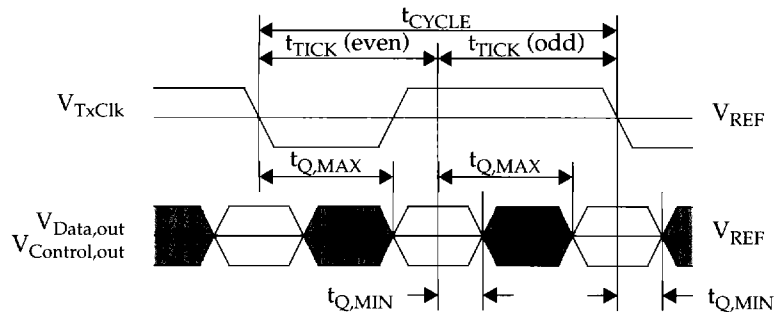 tCYCLE
tTICK (even) tTICK (odd)
VTxClk VREF
tQ,MAX tQ,MAX
VData,out VREF
VControl,out
tQ,MIN tQ,MIN